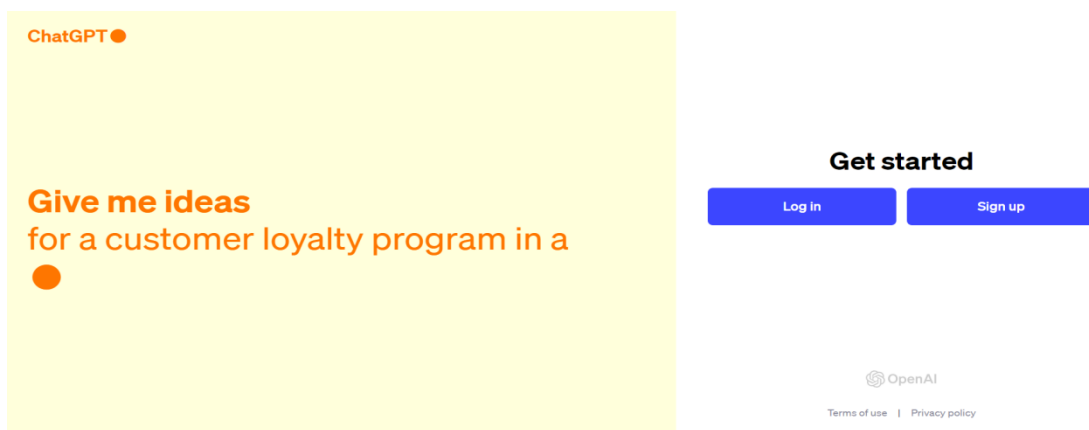 ChatGPT
Give me ideas
for a customer loyalty program in a
Get started
Log in
Sign up
OpenAI
Terms of use | Privacy policy